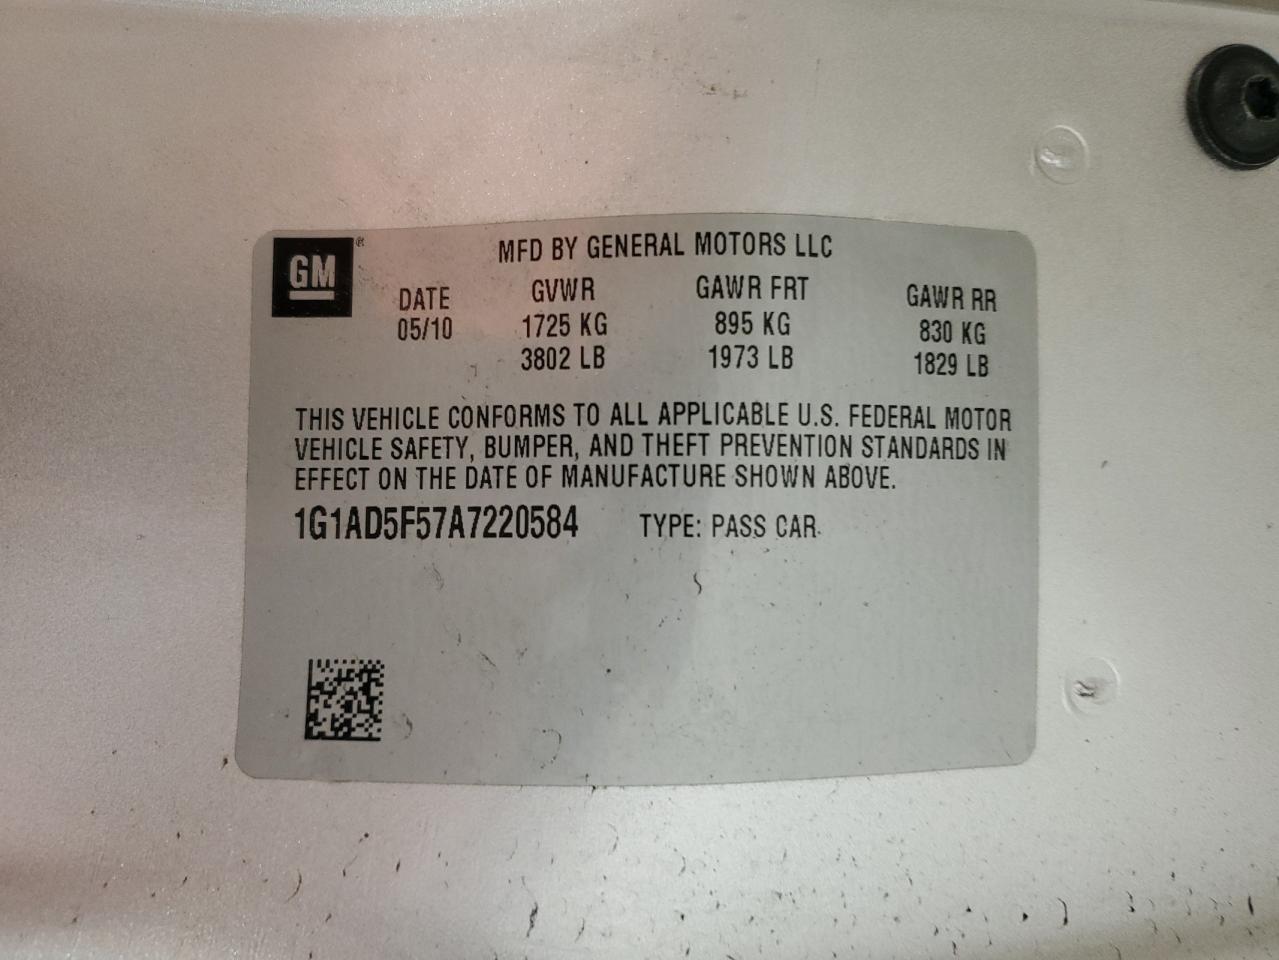 GM®
MFD BY GENERAL MOTORS LLC
DATE GVWR GAWR FRT GAWR RR
05/10 1725 KG 895 KG 830 KG
3802 LB 1973 LB 1829 LB
THIS VEHICLE CONFORMS TO ALL APPLICABLE U.S. FEDERAL MOTOR
VEHICLE SAFETY, BUMPER, AND THEFT PREVENTION STANDARDS IN
EFFECT ON THE DATE OF MANUFACTURE SHOWN ABOVE.
1G1AD5F57A7220584 TYPE: PASS CAR